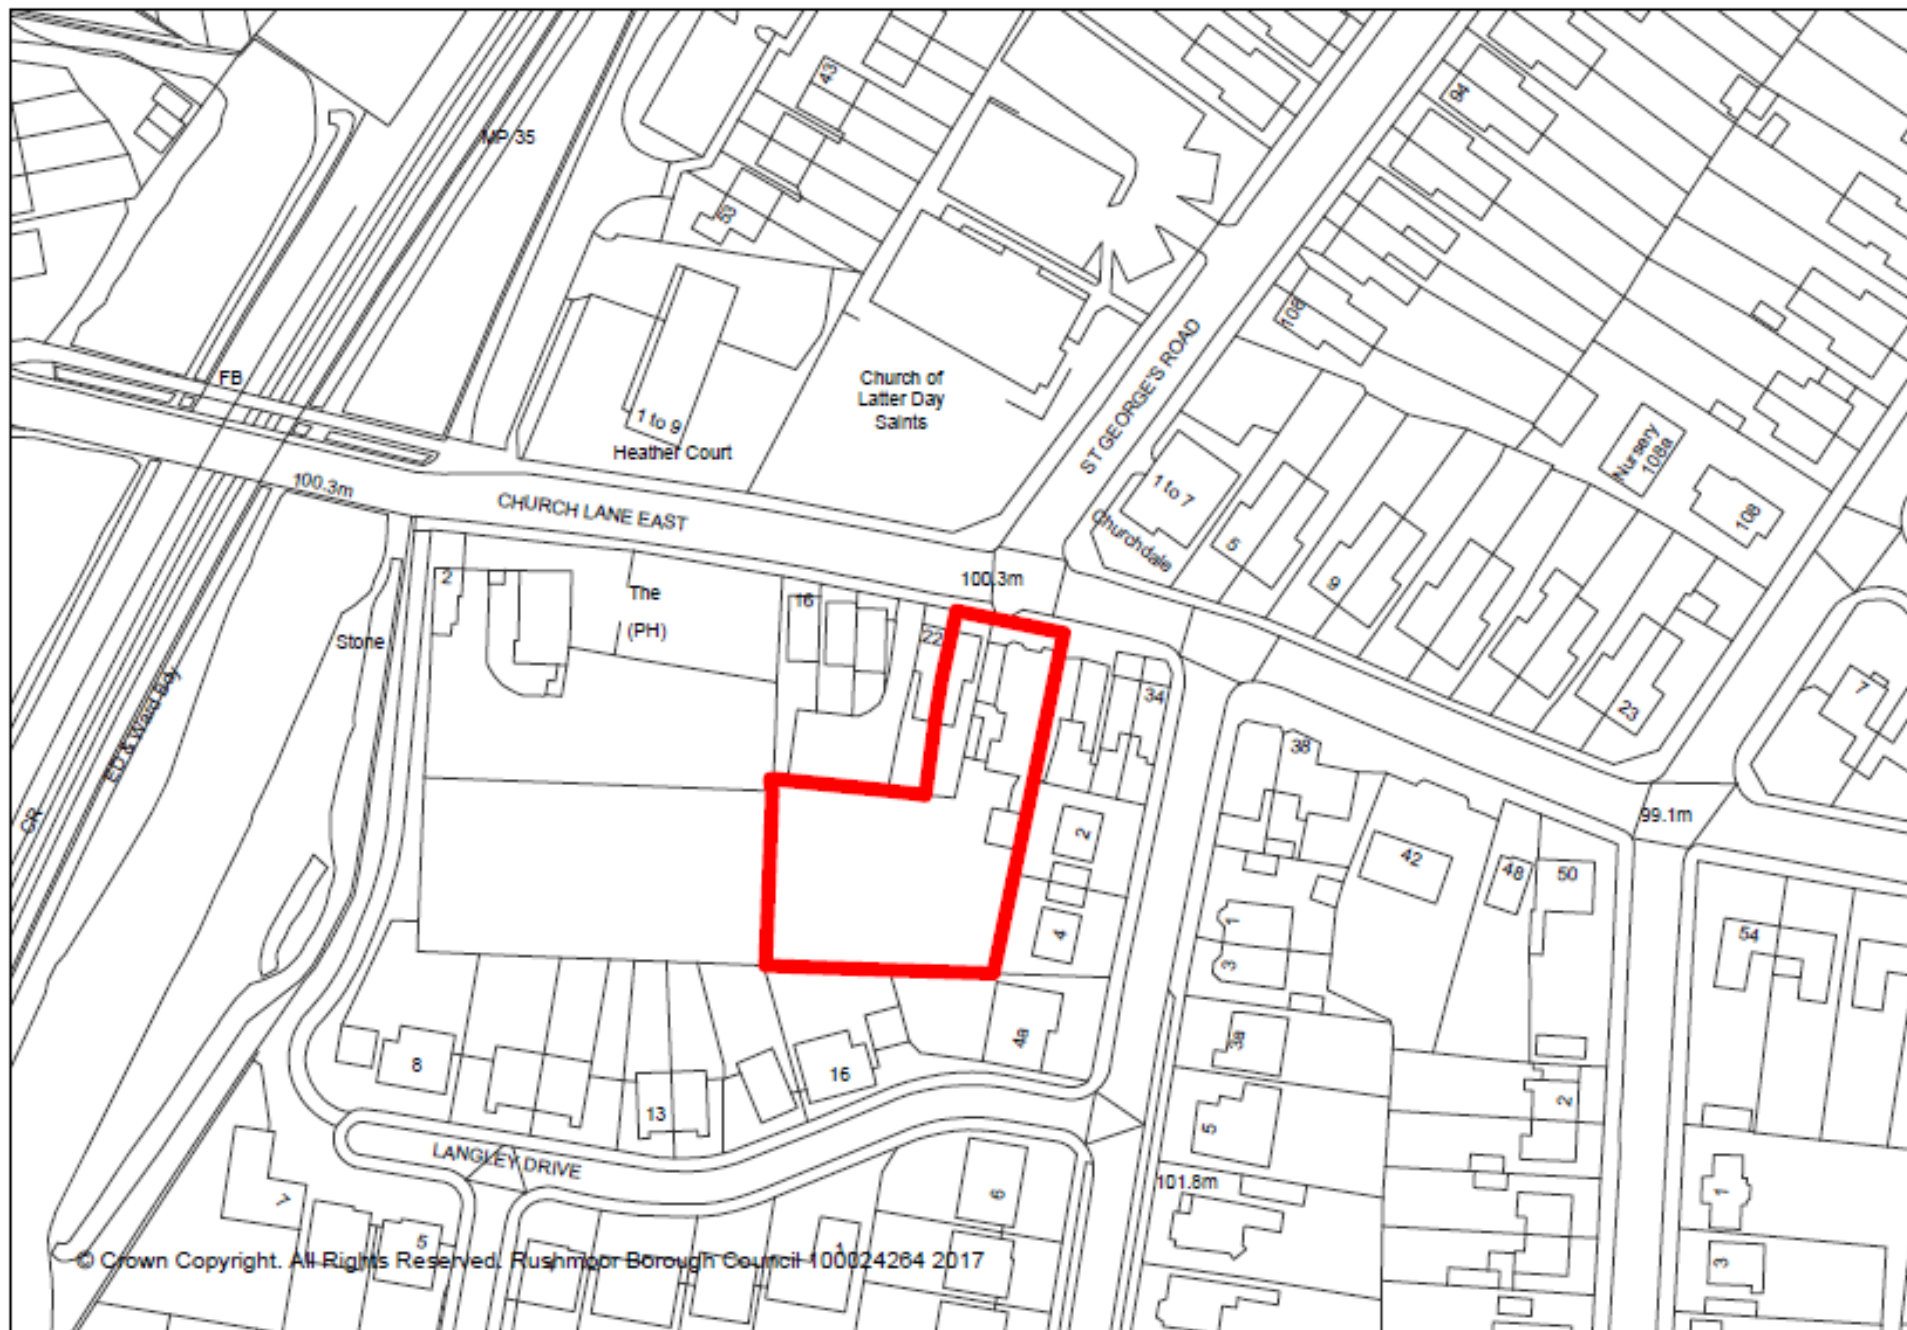 43
94
MP 35
53
108
FB
Church of
Latter Day
Saints
ST GEORGE'S ROAD
1 to 9
Heather Court
Nursery
108a
1 to 7
108
100.3m
CHURCH LANE EAST
Churchdale
5
9
100.3m
2
The
(PH)
16
22
Stone
34
7
23
38
ED & Ward Bdy
CR
99.1m
2
42
48
50
1
4
3
54
4a
3a
8
16
13
2
5
LANGLEY DRIVE
101.8m
7
6
1
5
1
3
© Crown Copyright. All Rights Reserved. Rushmoor Borough Council 100024264 2017